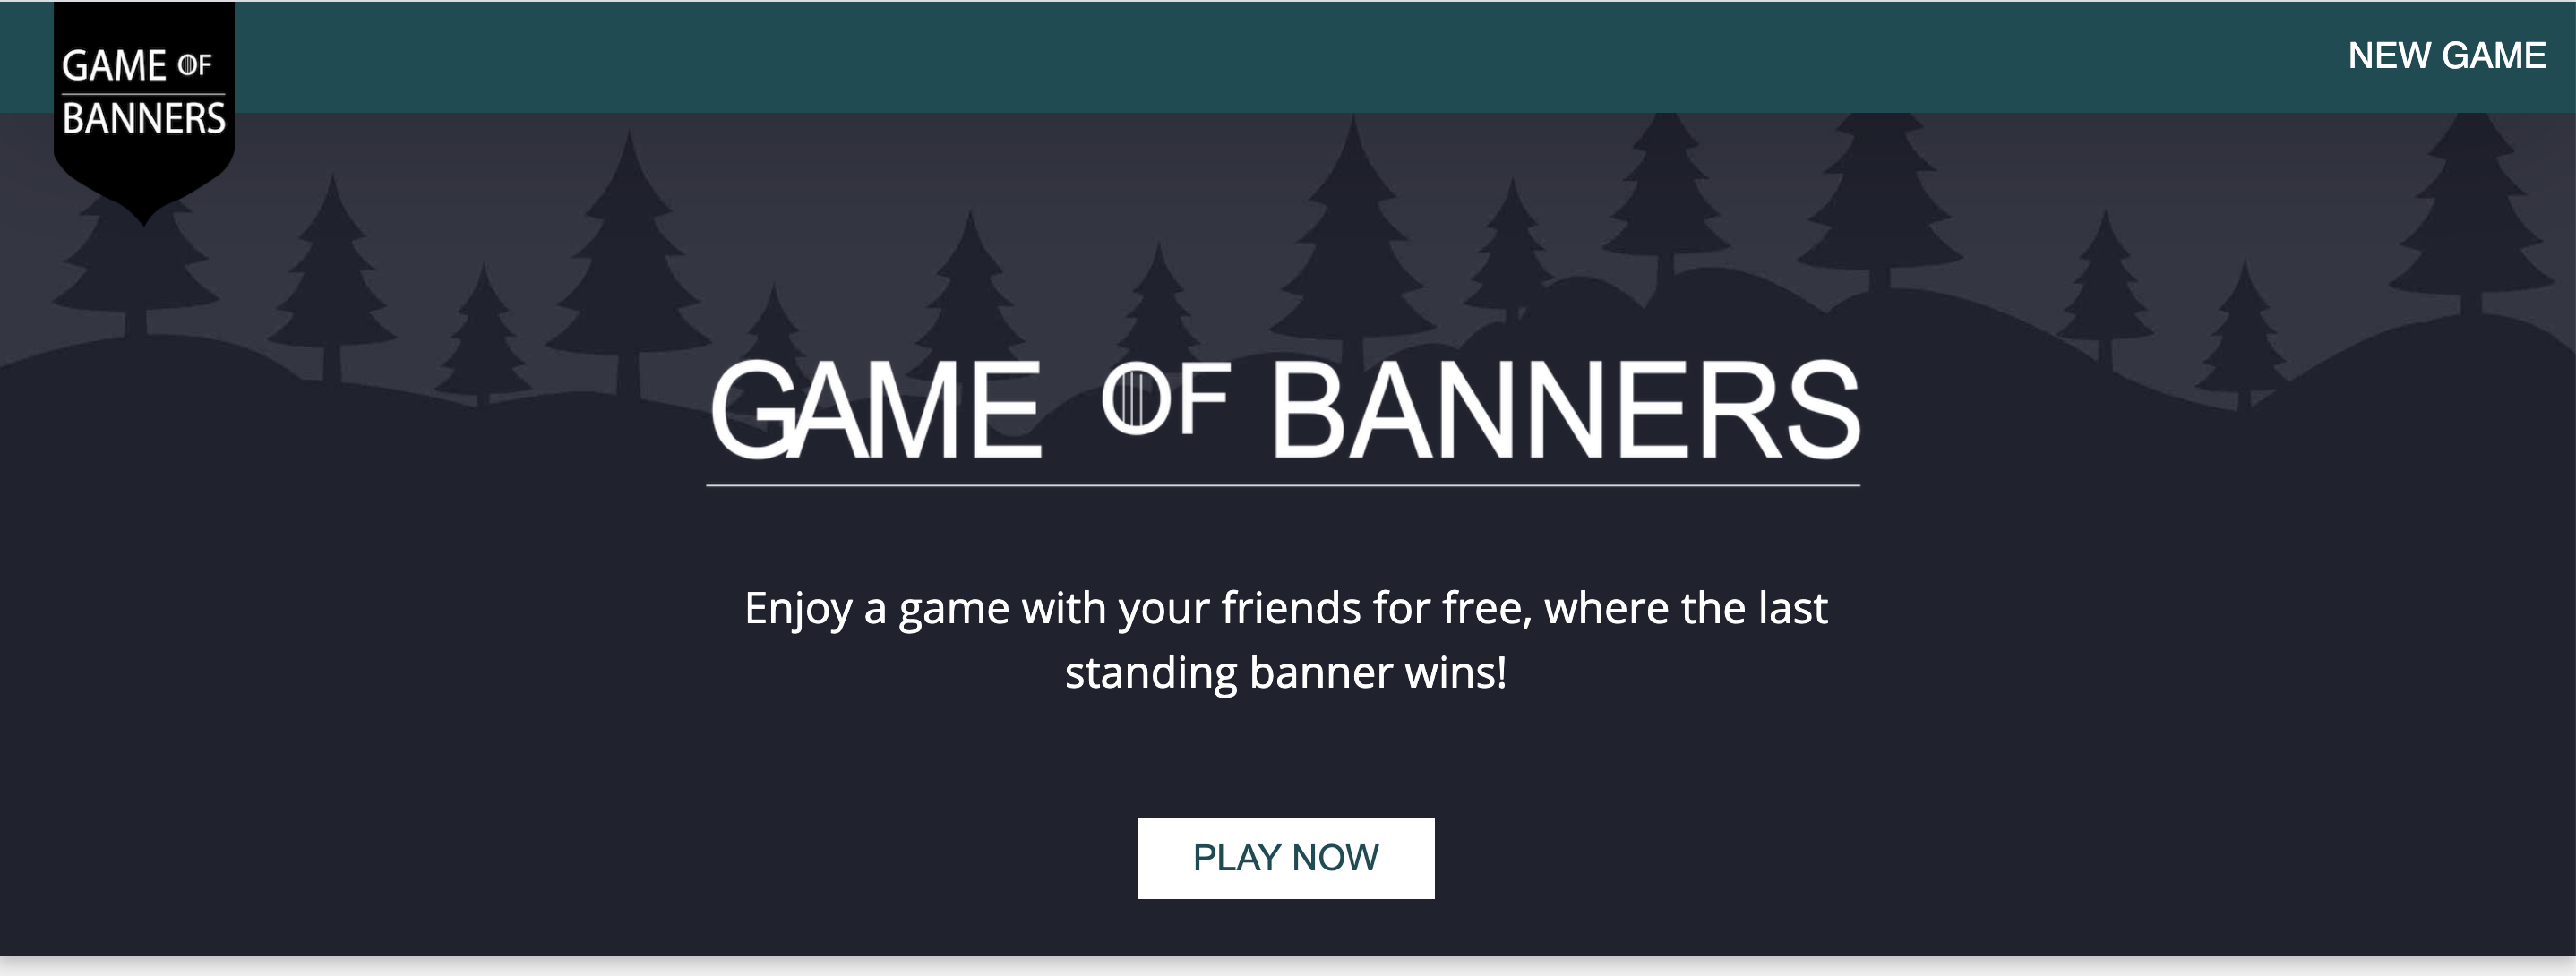 GAME OF
BANNERS
NEW GAME
GAME OF BANNERS
Enjoy a game with your friends for free, where the last
standing banner wins!
PLAY NOW